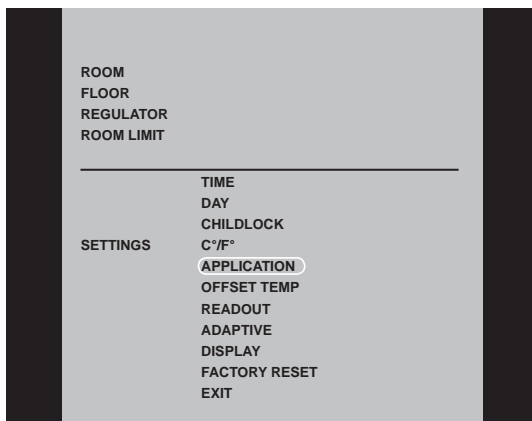 ROOM
FLOOR
REGULATOR
ROOM LIMIT
TIME
DAY
CHILDLOCK
SETTINGS C°/F°
APPLICATION
OFFSET TEMP
READOUT
ADAPTIVE
DISPLAY
FACTORY RESET
EXIT